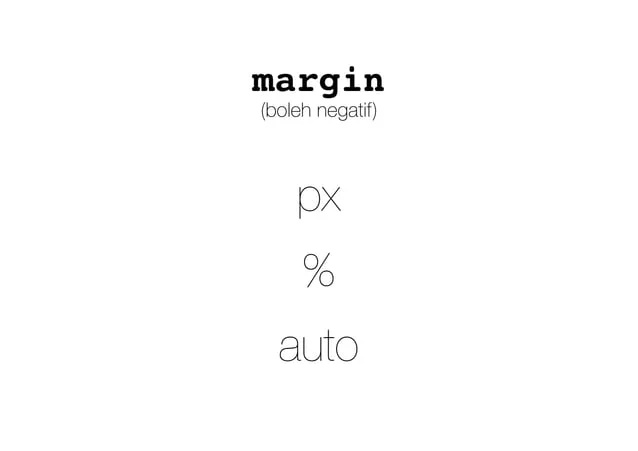 margin
(boleh negatif)
px
%
auto